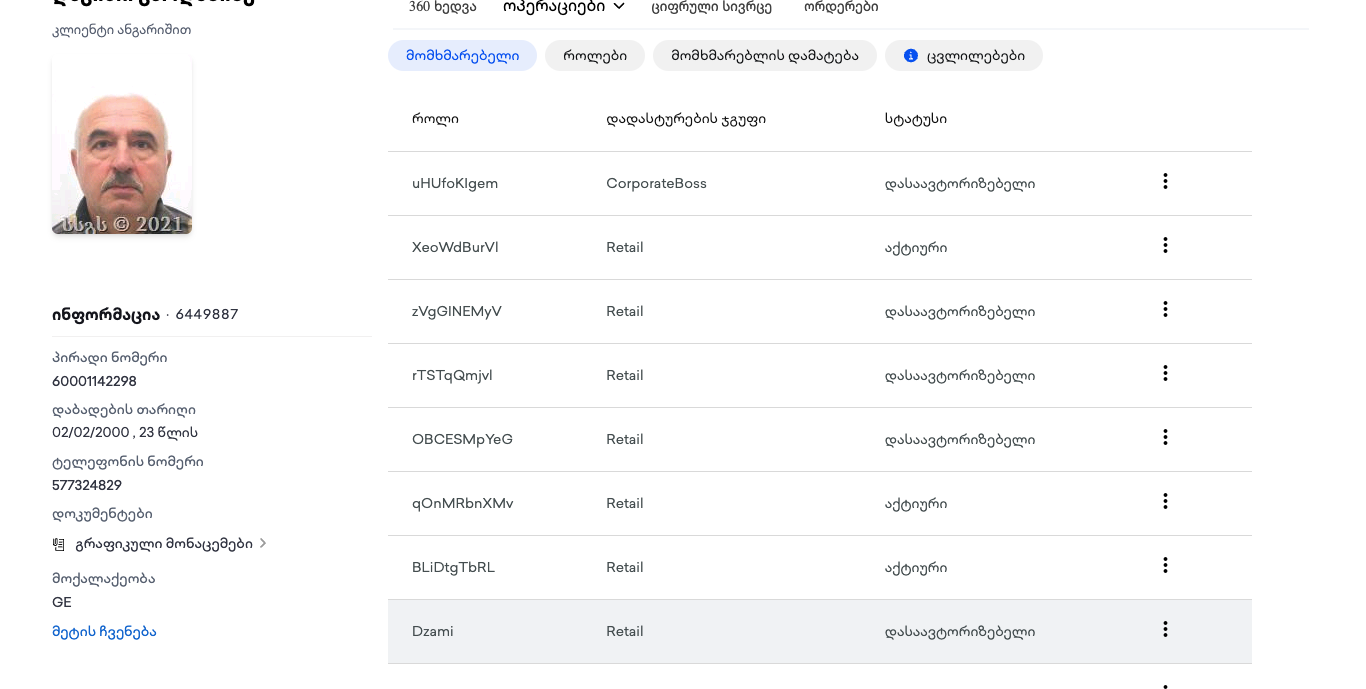 360 ხედვა ოპერაციები ციფრული სივრცე ორდერები
კლიენტი ანგარიშით
მომხმარებელი როლები მომხმარებლის დამატება ცვლილებები
სსგს © 2021
ინფორმაცია · 6449887
პირადი ნომერი
60001142298
დაბადების თარიღი
02/02/2000 , 23 წლის
ტელეფონის ნომერი
577324829
დოკუმენტები
გრაფიკული მონაცემები
მოქალაქეობა
GE
მეტის ჩვენება
როლი დადასტურების ჯგუფი სტატუსი
uHUfoKIgem CorporateBoss დასაავტორიზებელი
XeoWdBurVl Retail აქტიური
zVgGINEMyV Retail დასაავტორიზებელი
rTSTqQmjvl Retail დასაავტორიზებელი
OBCESMpYeG Retail დასაავტორიზებელი
qOnMRbnXMv Retail აქტიური
BLiDtgTbRL Retail აქტიური
Dzami Retail დასაავტორიზებელი